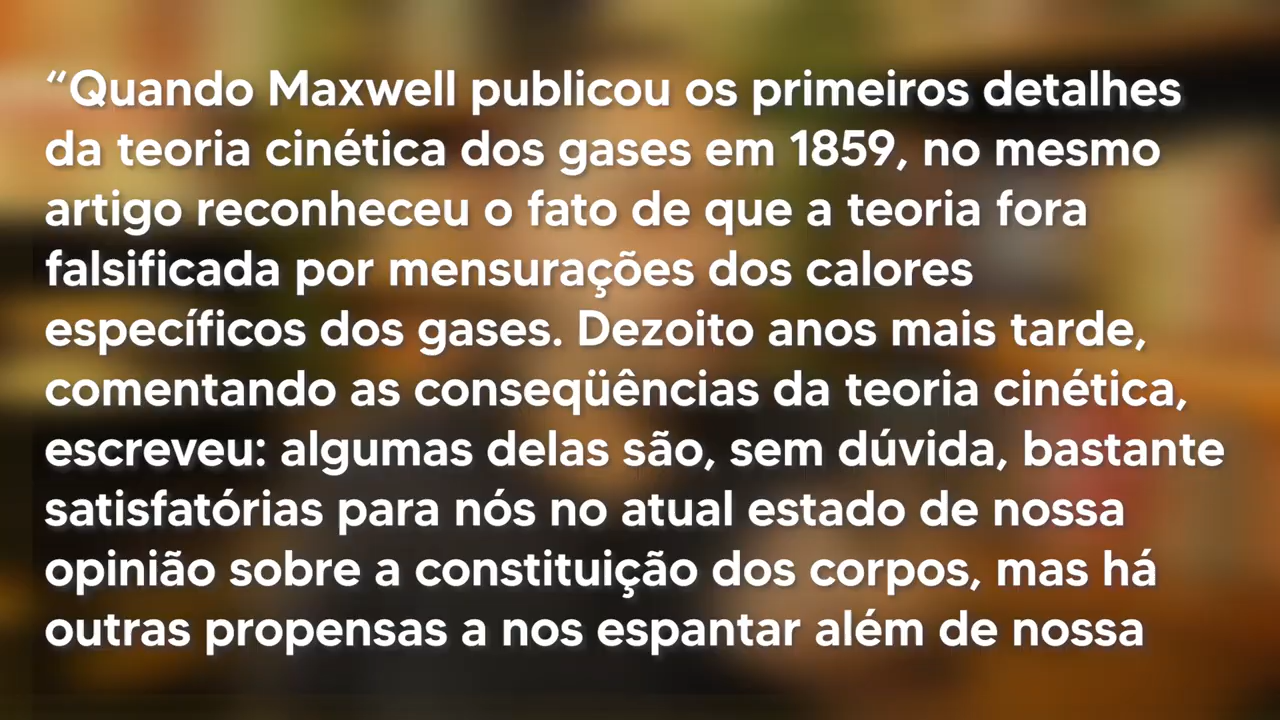 “Quando Maxwell publicou os primeiros detalhes
da teoria cinética dos gases em 1859, no mesmo
artigo reconheceu o fato de que a teoria fora
falsificada por mensurações dos calores
específicos dos gases. Dezoito anos mais tarde,
comentando as conseqüências da teoria cinética,
escreveu: algumas delas são, sem dúvida, bastante
satisfatórias para nós no atual estado de nossa
opinião sobre a constituição dos corpos, mas há
outras propensas a nos espantar além de nossa